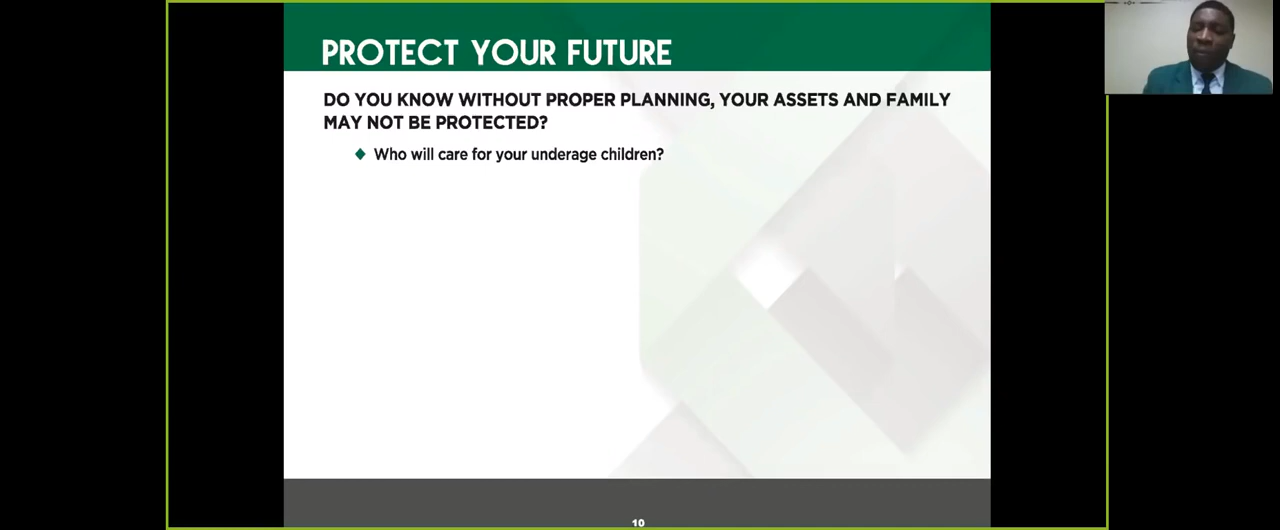 PROTECT YOUR FUTURE
DO YOU KNOW WITHOUT PROPER PLANNING, YOUR ASSETS AND FAMILY
MAY NOT BE PROTECTED?
Who will care for your underage children?
10